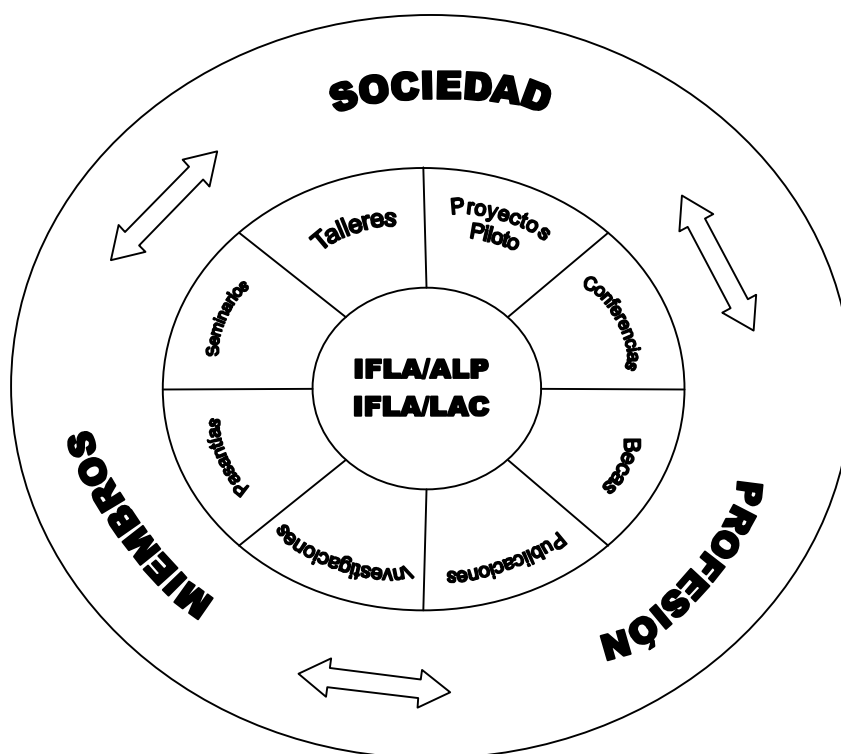 SOCIEDAD
Talleres
Proyectos
Piloto
Seminarios
Conferencias
IFLA/ALP
IFLA/LAC
Pasantías
Becas
Investigaciones
Publicaciones
MIEMBROS
PROFESIÓN